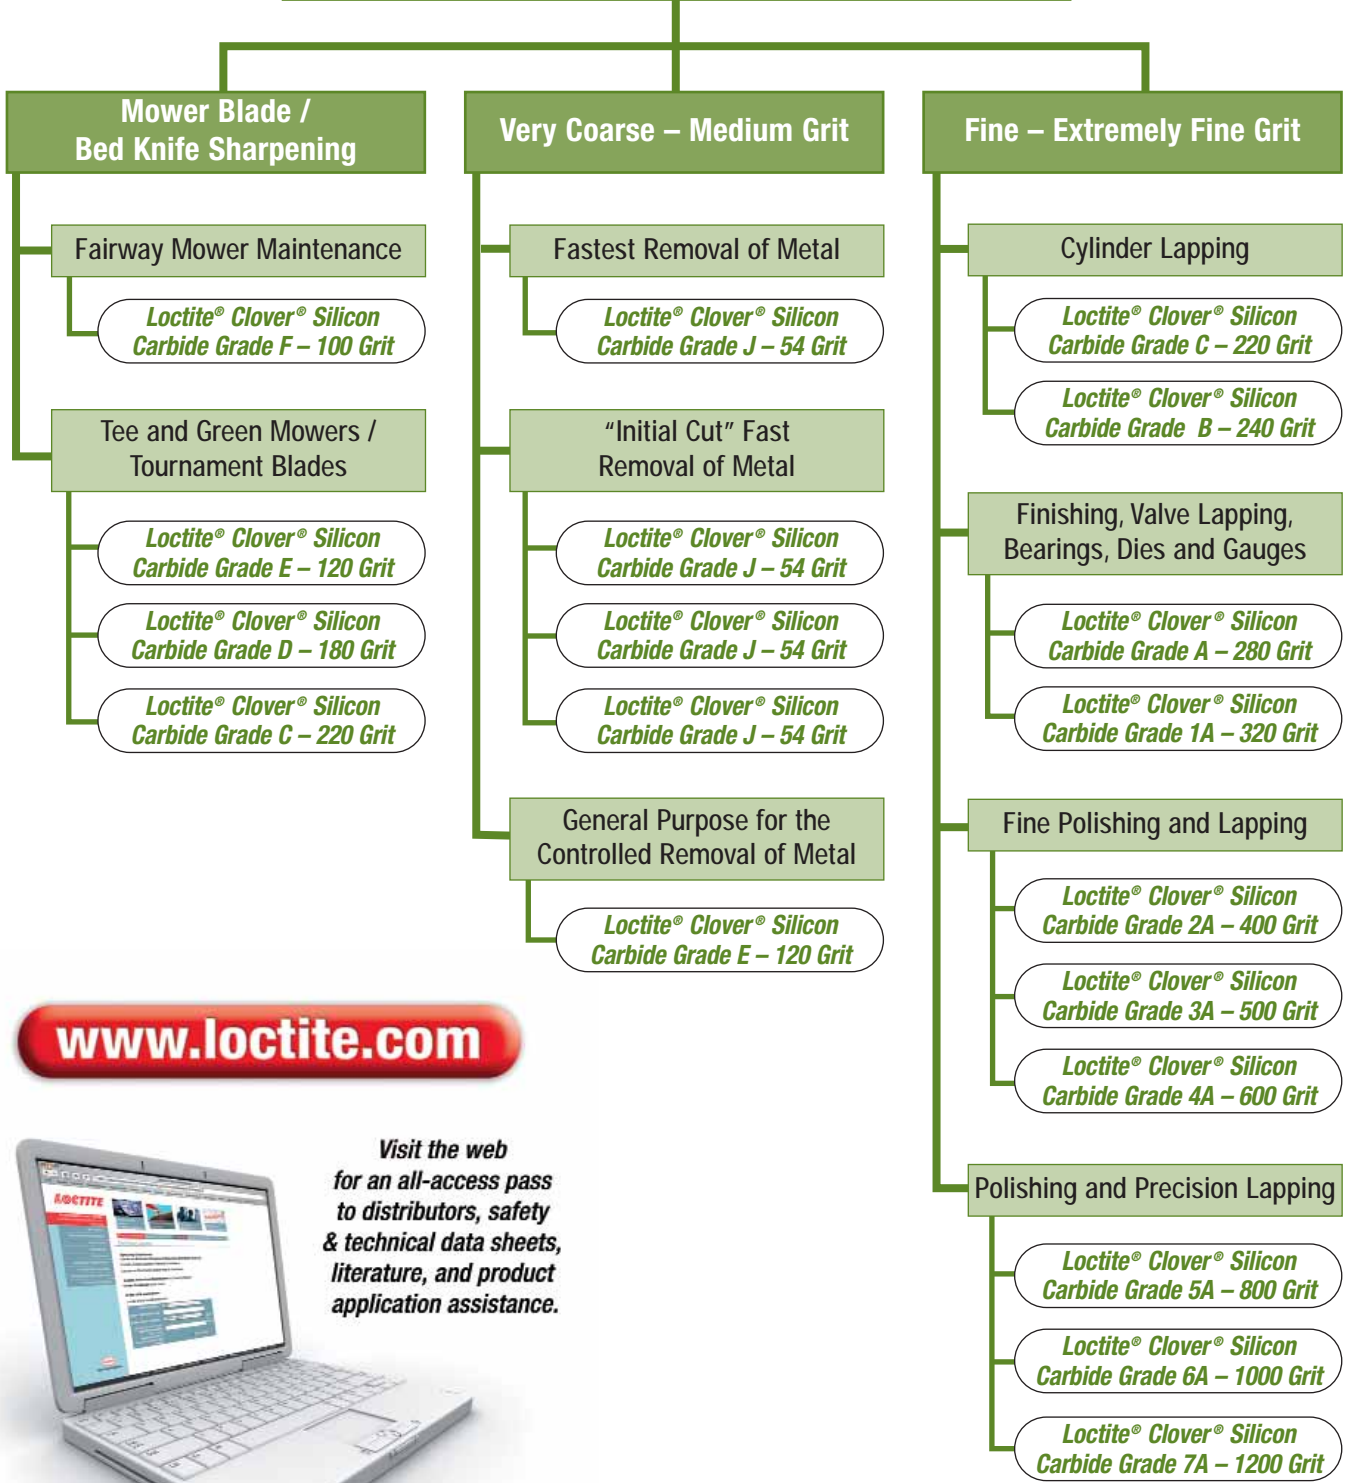 Mower Blade /
Bed Knife Sharpening
Fairway Mower Maintenance
Loctite® Clover® Silicon
Carbide Grade F – 100 Grit
Tee and Green Mowers /
Tournament Blades
Loctite® Clover® Silicon
Carbide Grade E – 120 Grit
Loctite® Clover® Silicon
Carbide Grade D – 180 Grit
Loctite® Clover® Silicon
Carbide Grade C – 220 Grit
Very Coarse – Medium Grit
Fastest Removal of Metal
Loctite® Clover® Silicon
Carbide Grade J – 54 Grit
“Initial Cut” Fast
Removal of Metal
Loctite® Clover® Silicon
Carbide Grade J – 54 Grit
Loctite® Clover® Silicon
Carbide Grade J – 54 Grit
Loctite® Clover® Silicon
Carbide Grade J – 54 Grit
General Purpose for the
Controlled Removal of Metal
Loctite® Clover® Silicon
Carbide Grade E – 120 Grit
Fine – Extremely Fine Grit
Cylinder Lapping
Loctite® Clover® Silicon
Carbide Grade C – 220 Grit
Loctite® Clover® Silicon
Carbide Grade B – 240 Grit
Finishing, Valve Lapping,
Bearings, Dies and Gauges
Loctite® Clover® Silicon
Carbide Grade A – 280 Grit
Loctite® Clover® Silicon
Carbide Grade 1A – 320 Grit
Fine Polishing and Lapping
Loctite® Clover® Silicon
Carbide Grade 2A – 400 Grit
Loctite® Clover® Silicon
Carbide Grade 3A – 500 Grit
Loctite® Clover® Silicon
Carbide Grade 4A – 600 Grit
Polishing and Precision Lapping
Loctite® Clover® Silicon
Carbide Grade 5A – 800 Grit
Loctite® Clover® Silicon
Carbide Grade 6A – 1000 Grit
Loctite® Clover® Silicon
Carbide Grade 7A – 1200 Grit
www.loctite.com
Visit the web
for an all-access pass
to distributors, safety
& technical data sheets,
literature, and product
application assistance.
LOCTITE